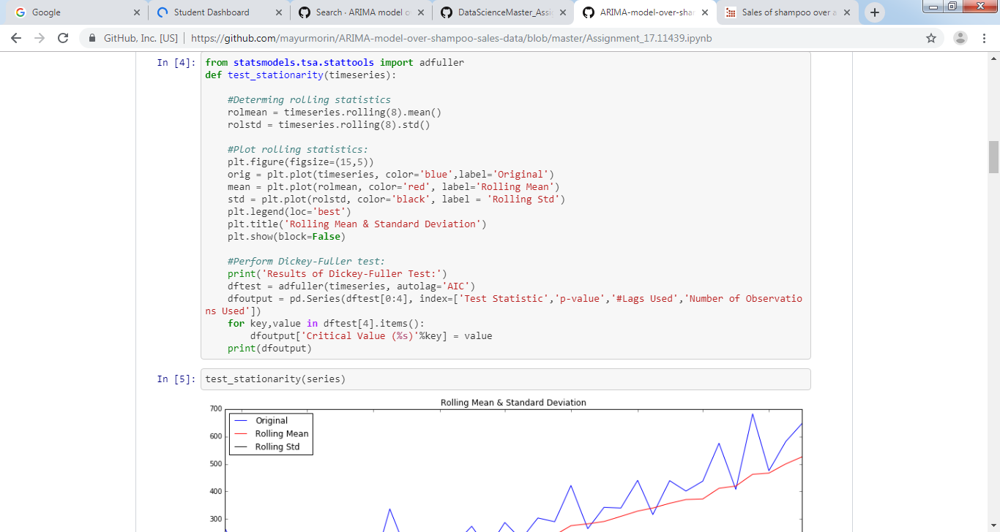 Google
Student Dashboard
Search · ARIMA model o
DataScienceMaster_Assi
ARIMA-model-over-sha
Sales of shampoo over a
GitHub, Inc. [US] | https://github.com/mayurmorin/ARIMA-model-over-shampoo-sales-data/blob/master/Assignment_17.11439.ipynb
In [4]:
from statsmodels.tsa.stattools import adfuller
def test_stationarity(timeseries):
#Determing rolling statistics
rolmean = timeseries.rolling(8).mean()
rolstd = timeseries.rolling(8).std()
#Plot rolling statistics:
plt.figure(figsize=(15,5))
orig = plt.plot(timeseries, color='blue',label='Original')
mean = plt.plot(rolmean, color='red', label='Rolling Mean')
std = plt.plot(rolstd, color='black', label = 'Rolling Std')
plt.legend(loc='best')
plt.title('Rolling Mean & Standard Deviation')
plt.show(block=False)
#Perform Dickey-Fuller test:
print('Results of Dickey-Fuller Test:')
dftest = adfuller(timeseries, autolag='AIC')
dfoutput = pd.Series(dftest[0:4], index=['Test Statistic','p-value','#Lags Used','Number of Observatio
ns Used'])
for key,value in dftest[4].items():
dfoutput['Critical Value (%s)'%key] = value
print(dfoutput)
In [5]:
test_stationarity(series)
Rolling Mean & Standard Deviation
700
600
500
400
300
Original
Rolling Mean
Rolling Std